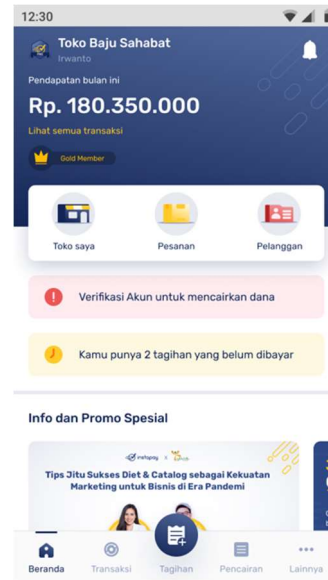 12:30
Toko Baju Sahabat
Irwanto
Pendapatan bulan ini
Rp. 180.350.000
Lihat semua transaksi
Gold Member
Toko saya
Pesanan
Pelanggan
Verifikasi Akun untuk mencairkan dana
Kamu punya 2 tagihan yang belum dibayar
Info dan Promo Spesial
instapay x
Tips Jitu Sukses Diet & Catalog sebagai Kekuatan
Marketing untuk Bisnis di Era Pandemi
Beranda
Transaksi
Tagihan
Pencairan
Lainnya